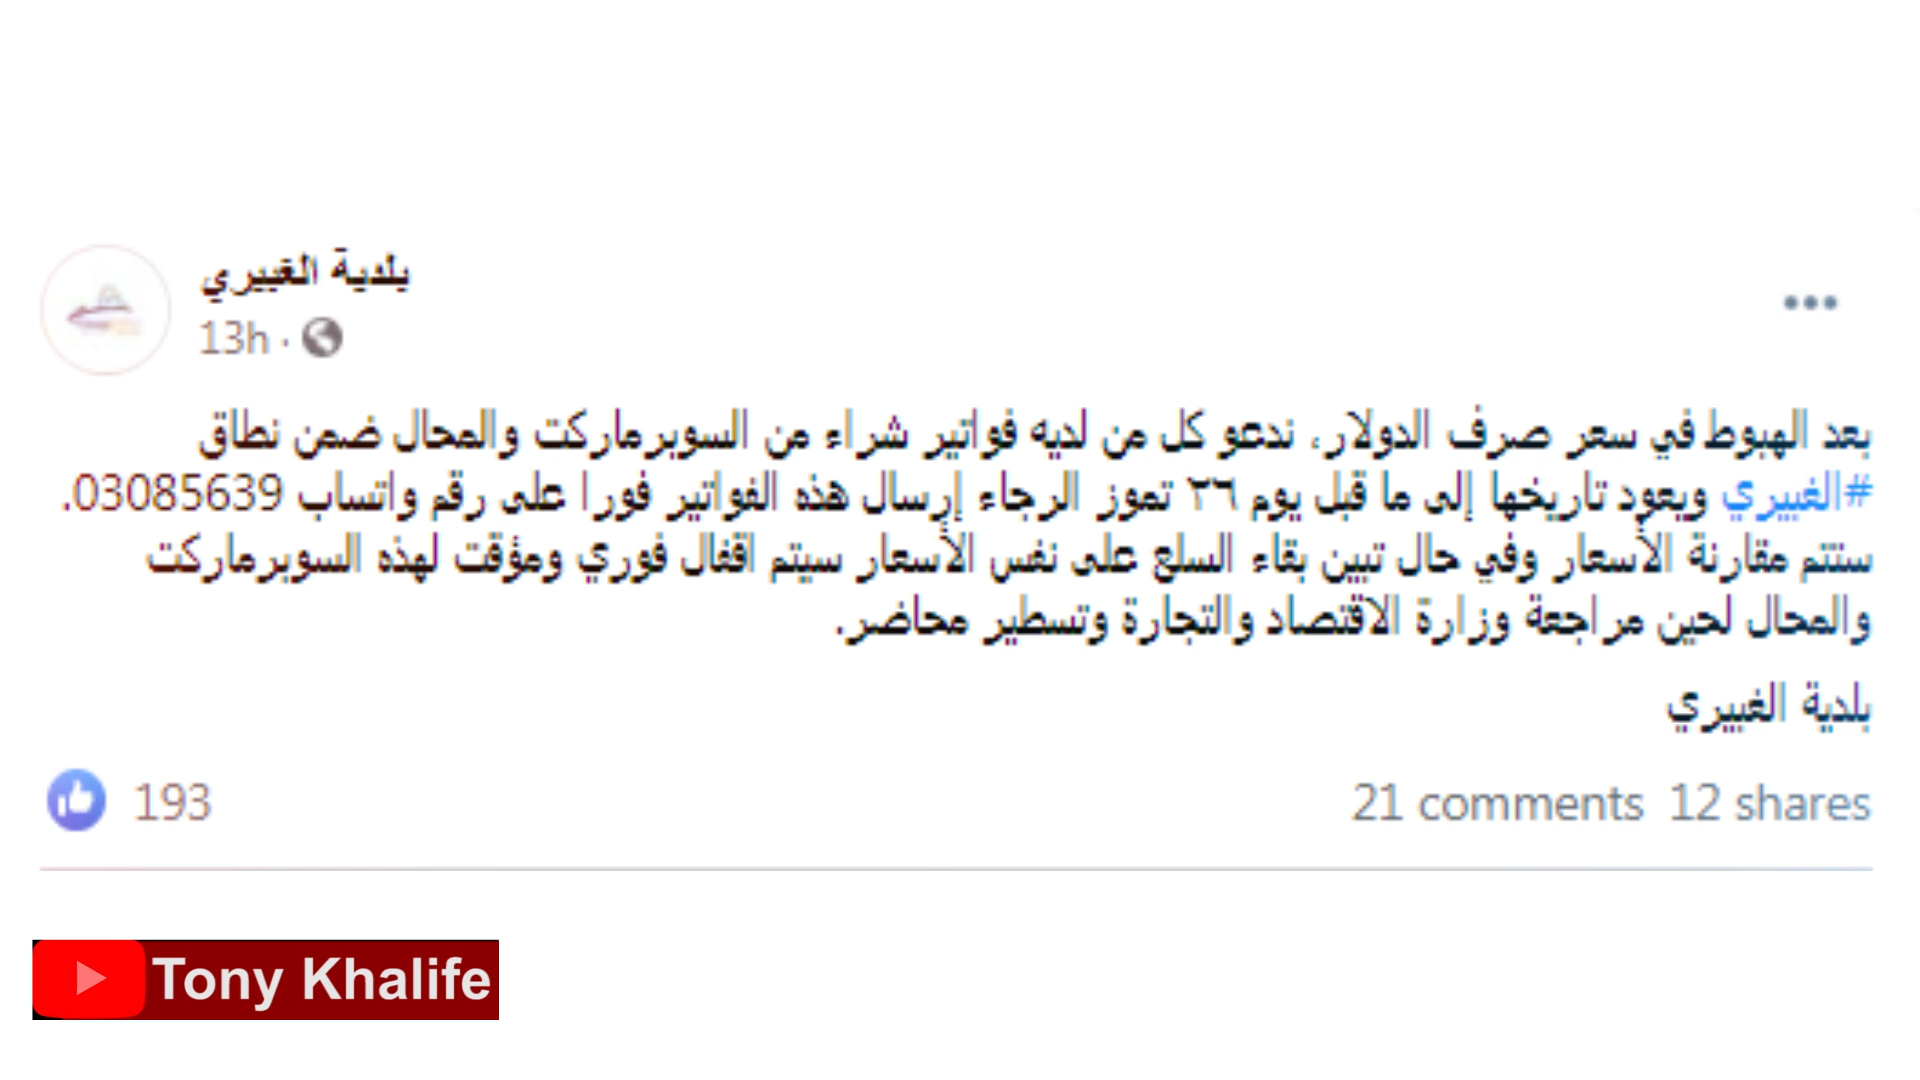 بلدية الغبيري
13h ·
بعد الهبوط في سعر صرف الدولار، ندعو كل من لديه فواتير شراء من السوبرماركت والمحال ضمن نطاق
#الغبيري ويعود تاريخها إلى ما قبل يوم ٢٦ تموز الرجاء إرسال هذه الفواتير فورا على رقم واتساب 03085639.
ستتم مقارنة الأسعار وفي حال تبين بقاء السلع على نفس الأسعار سيتم اقفال فوري ومؤقت لهذه السوبرماركت
والمحال لحين مراجعة وزارة الاقتصاد والتجارة وتسطير محاضر.
بلدية الغبيري
193 21 comments 12 shares
Tony Khalife